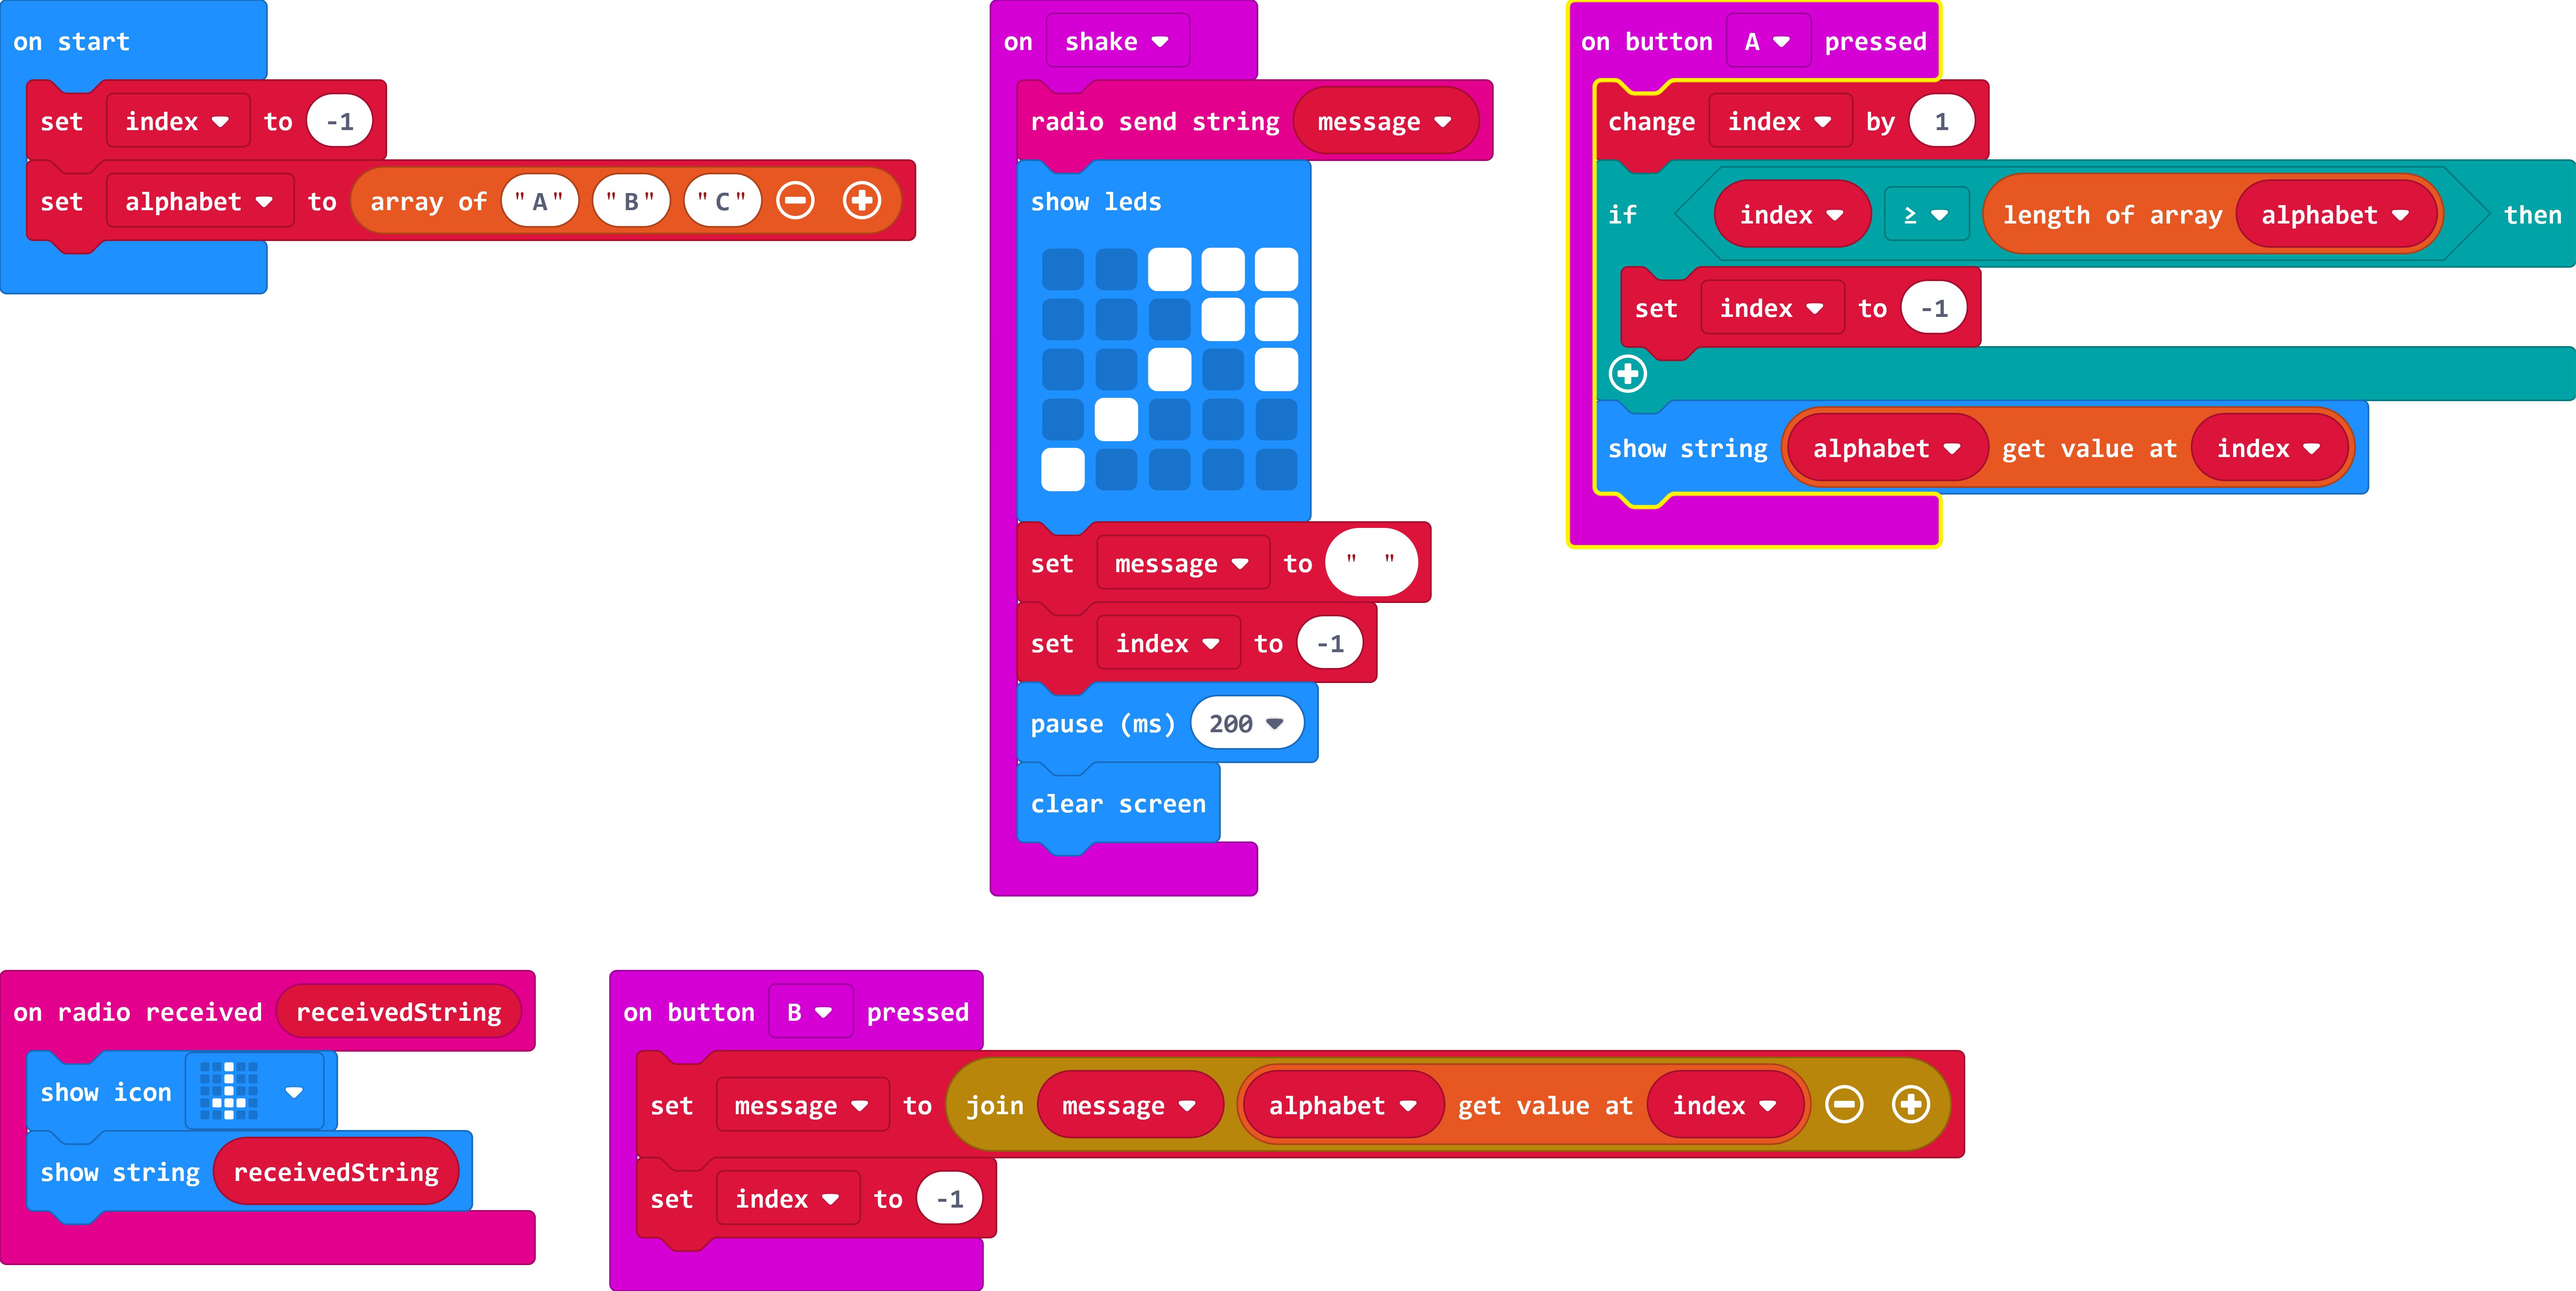 on start
set index to -1
set alphabet to array of "A" "B" "C"
on shake
radio send string message
show leds
set message to " "
set index to -1
pause (ms) 200
clear screen
on button A pressed
change index by 1
if index ≥ length of array alphabet then
set index to -1
show string alphabet get value at index
on radio received receivedString
show icon
show string receivedString
on button B pressed
set message to join message alphabet get value at index
set index to -1